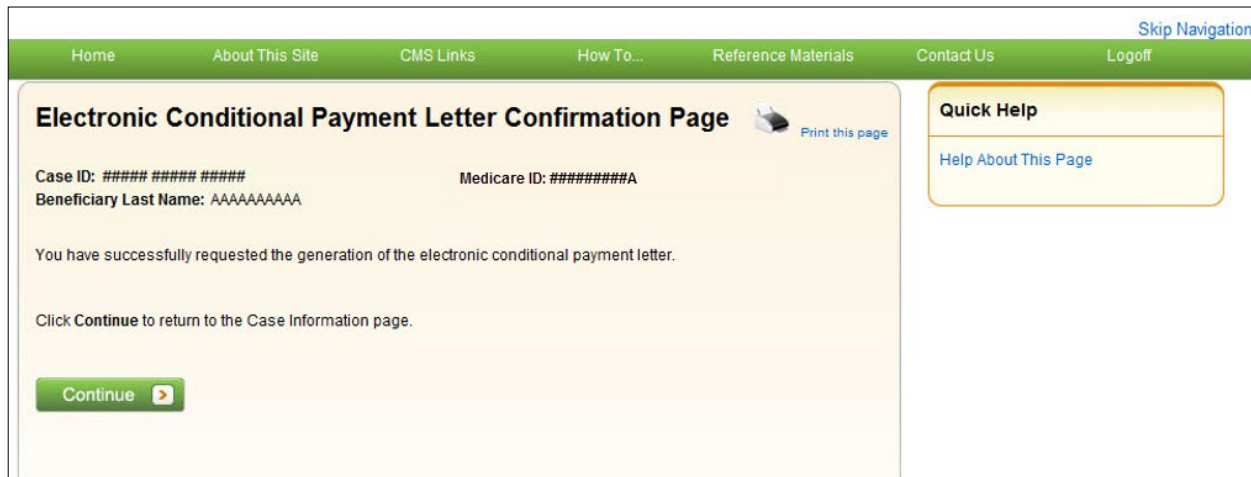 Skip Navigation
Home About This Site CMS Links How To... Reference Materials Contact Us Logoff
Electronic Conditional Payment Letter Confirmation Page
Print this page
Case ID: ##### ##### ##### Medicare ID: #########A
Beneficiary Last Name: AAAAAAAAAA
You have successfully requested the generation of the electronic conditional payment letter.
Click Continue to return to the Case Information page.
Continue
Quick Help
Help About This Page